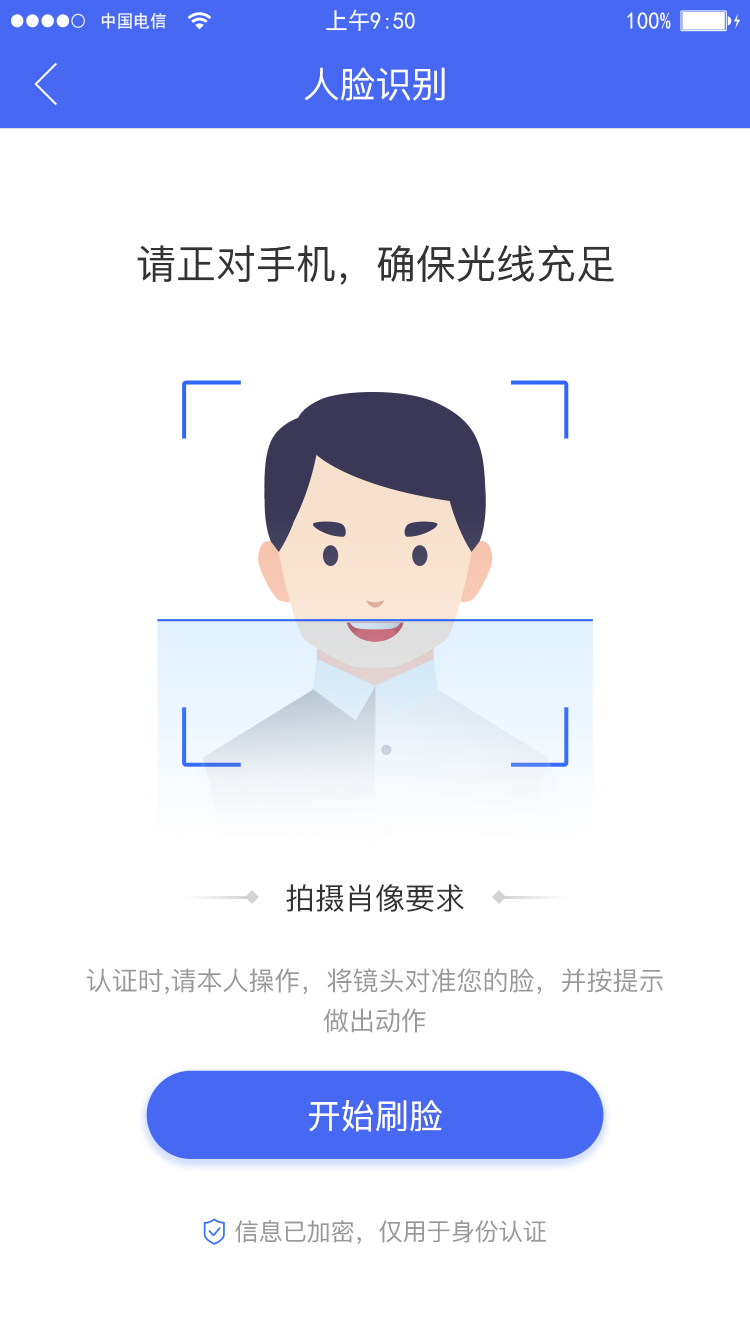 中国电信 上午9:50 100%
人脸识别
请正对手机，确保光线充足
拍摄肖像要求
认证时,请本人操作，将镜头对准您的脸，并按提示
做出动作
开始刷脸
信息已加密，仅用于身份认证